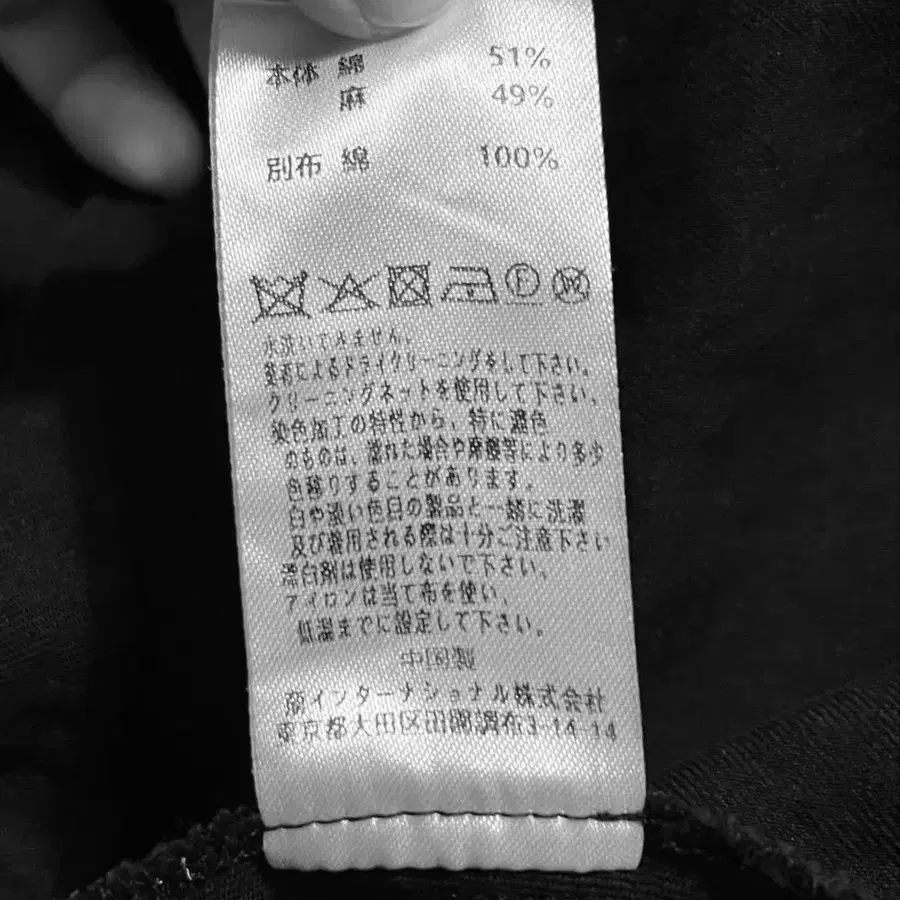 本体 綿 51%
麻 49%
別布 綿 100%
F W
水洗いできません。
によるドライクリーニングをして下さい。
クリーニングネットを使用して下さい。
染色加工の特性から、特に濃色
のものは、濡れた場合や摩擦等により多少
色移りすることがあります。
白や淡い色目の製品と一緒に洗濯
及び着用される際は十分ご注意下さい
漂白剤は使用しないで下さい。
アイロンは当て布を使い、
低温までに設定して下さい。
中国製
インターナショナル株式会社
東京都大田区田園調布3-14-14